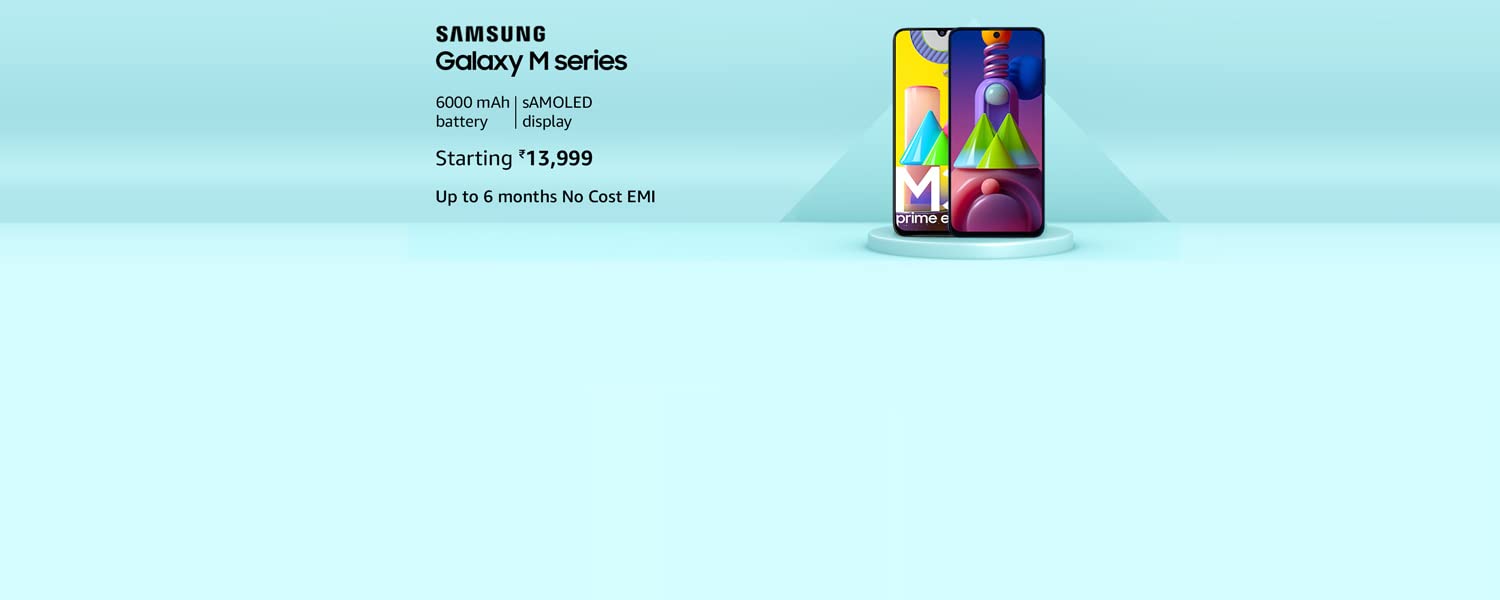 SAMSUNG
Galaxy M series
6000 mAh
battery
sAMOLED
display
Starting ₹13,999
Up to 6 months No Cost EMI
M
prime